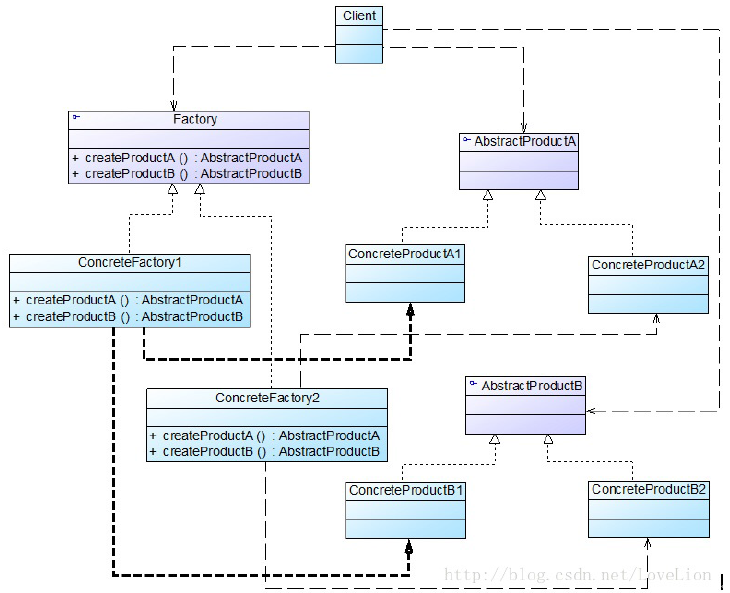 Client
Factory
+ createProductA () : AbstractProductA
+ createProductB () : AbstractProductB
AbstractProductA
ConcreteFactory1
+ createProductA () : AbstractProductA
+ createProductB () : AbstractProductB
ConcreteProductA1
ConcreteProductA2
ConcreteFactory2
+ createProductA () : AbstractProductA
+ createProductB () : AbstractProductB
AbstractProductB
ConcreteProductB1
ConcreteProductB2
http://blog.csdn.net/LoveLion